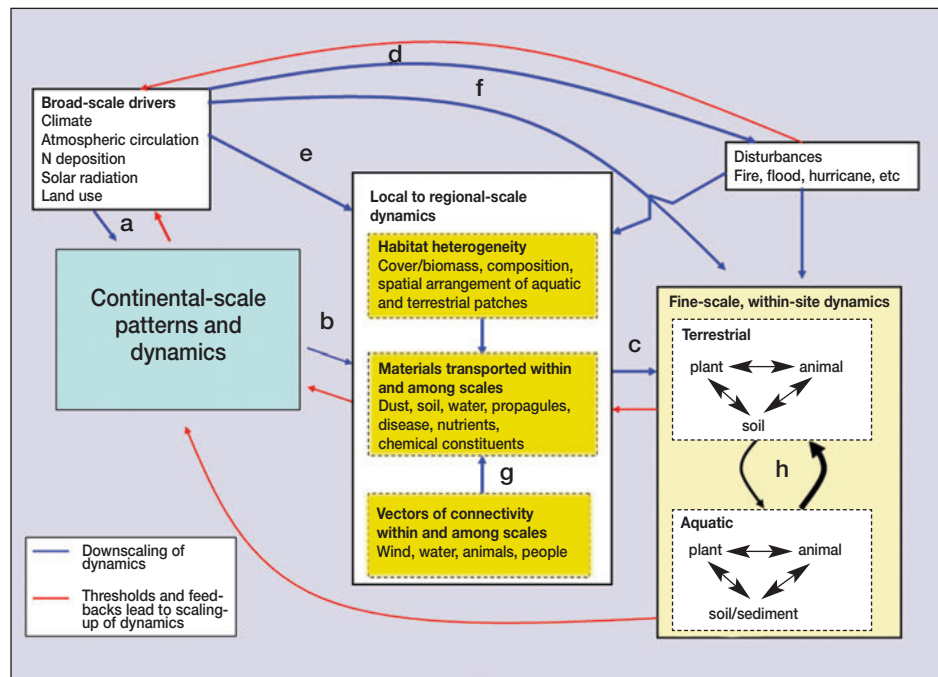 d
f
Broad-scale drivers
Climate
Atmospheric circulation
N deposition
Solar radiation
Land use
e
Disturbances
Fire, flood, hurricane, etc
a
Local to regional-scale
dynamics
Habitat heterogeneity
Cover/biomass, composition,
spatial arrangement of aquatic
and terrestrial patches
Continental-scale
patterns and
dynamics
b
Materials transported within
and among scales
Dust, soil, water, propagules,
disease, nutrients,
chemical constituents
c
g
Vectors of connectivity
within and among scales
Wind, water, animals, people
Fine-scale, within-site dynamics
Terrestrial
plant animal
soil
h
Aquatic
plant animal
soil/sediment
Downscaling of
dynamics
Thresholds and feed-
backs lead to scaling-
up of dynamics